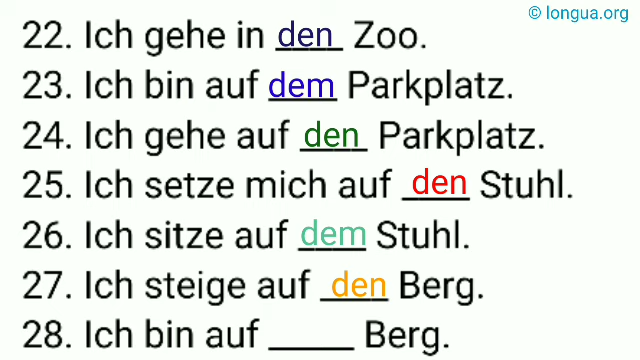 © longua.org
22. Ich gehe in den Zoo.
23. Ich bin auf dem Parkplatz.
24. Ich gehe auf den Parkplatz.
25. Ich setze mich auf den Stuhl.
26. Ich sitze auf dem Stuhl.
27. Ich steige auf den Berg.
28. Ich bin auf _____ Berg.